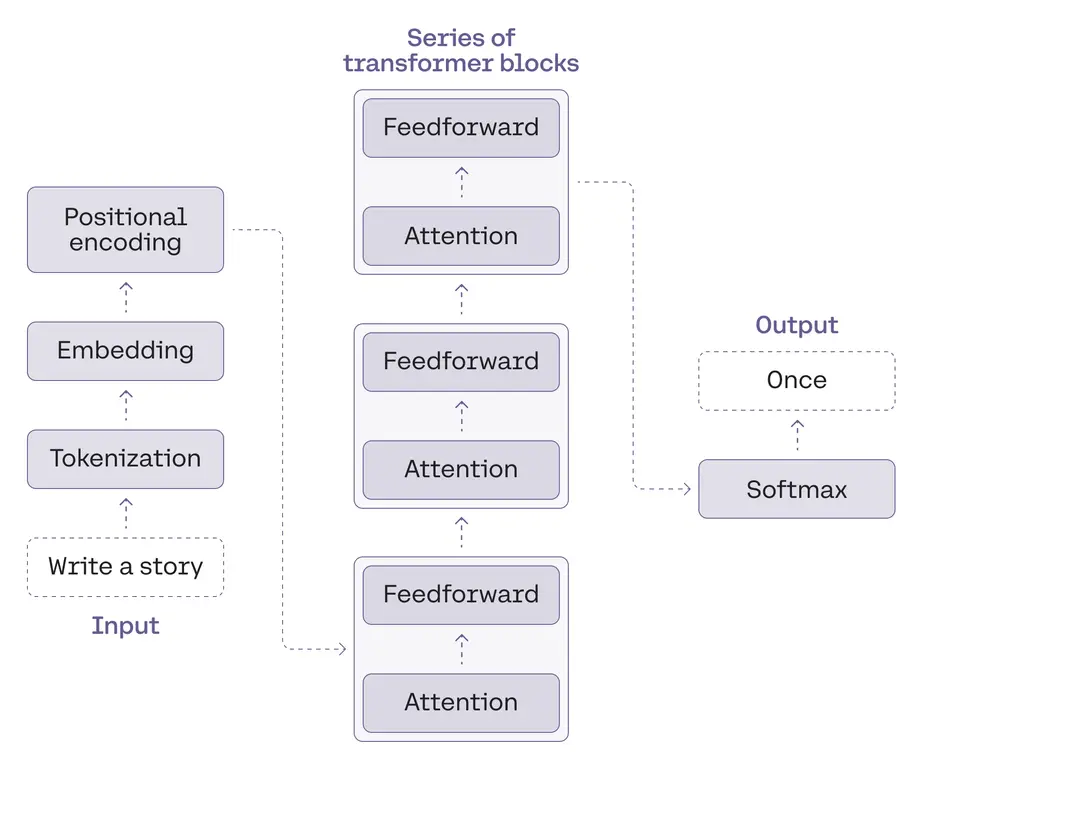 Series of
transformer blocks
Positional
encoding
Embedding
Tokenization
Write a story
Input
Feedforward
Attention
Feedforward
Attention
Feedforward
Attention
Output
Once
Softmax